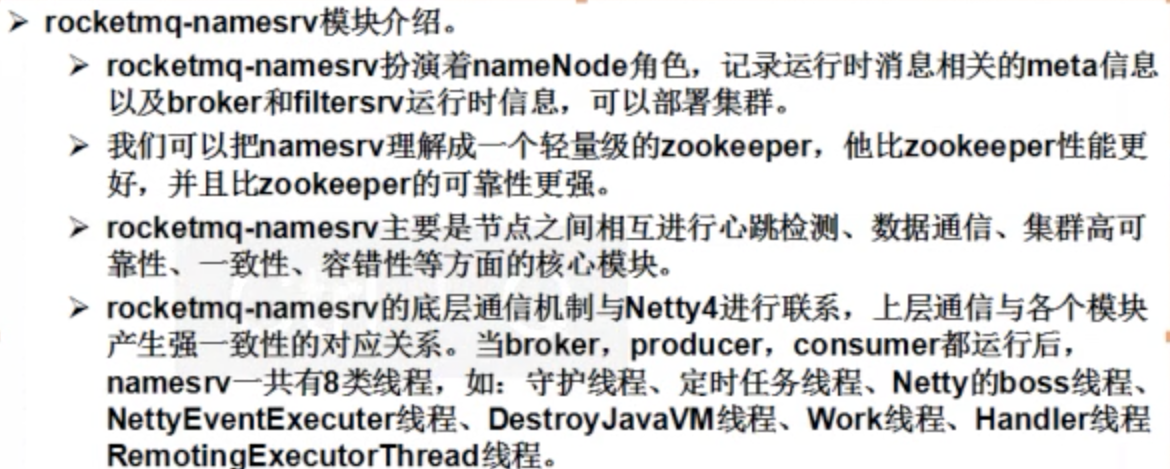 ➢ rocketmq-namesrv模块介绍。
➢ rocketmq-namesrv扮演着nameNode角色，记录运行时消息相关的meta信息
以及broker和filtersrv运行时信息，可以部署集群。
➢ 我们可以把namesrv理解成一个轻量级的zookeeper，他比zookeeper性能更
好，并且比zookeeper的可靠性更强。
➢ rocketmq-namesrv主要是节点之间相互进行心跳检测、数据通信、集群高可
靠性、一致性、容错性等方面的核心模块。
➢ rocketmq-namesrv的底层通信机制与Netty4进行联系，上层通信与各个模块
产生强一致性的对应关系。当broker，producer，consumer都运行后，
namesrv一共有8类线程，如：守护线程、定时任务线程、Netty的boss线程、
NettyEventExecuter线程、DestroyJavaVM线程、Work线程、Handler线程
RemotingExecutorThread线程。